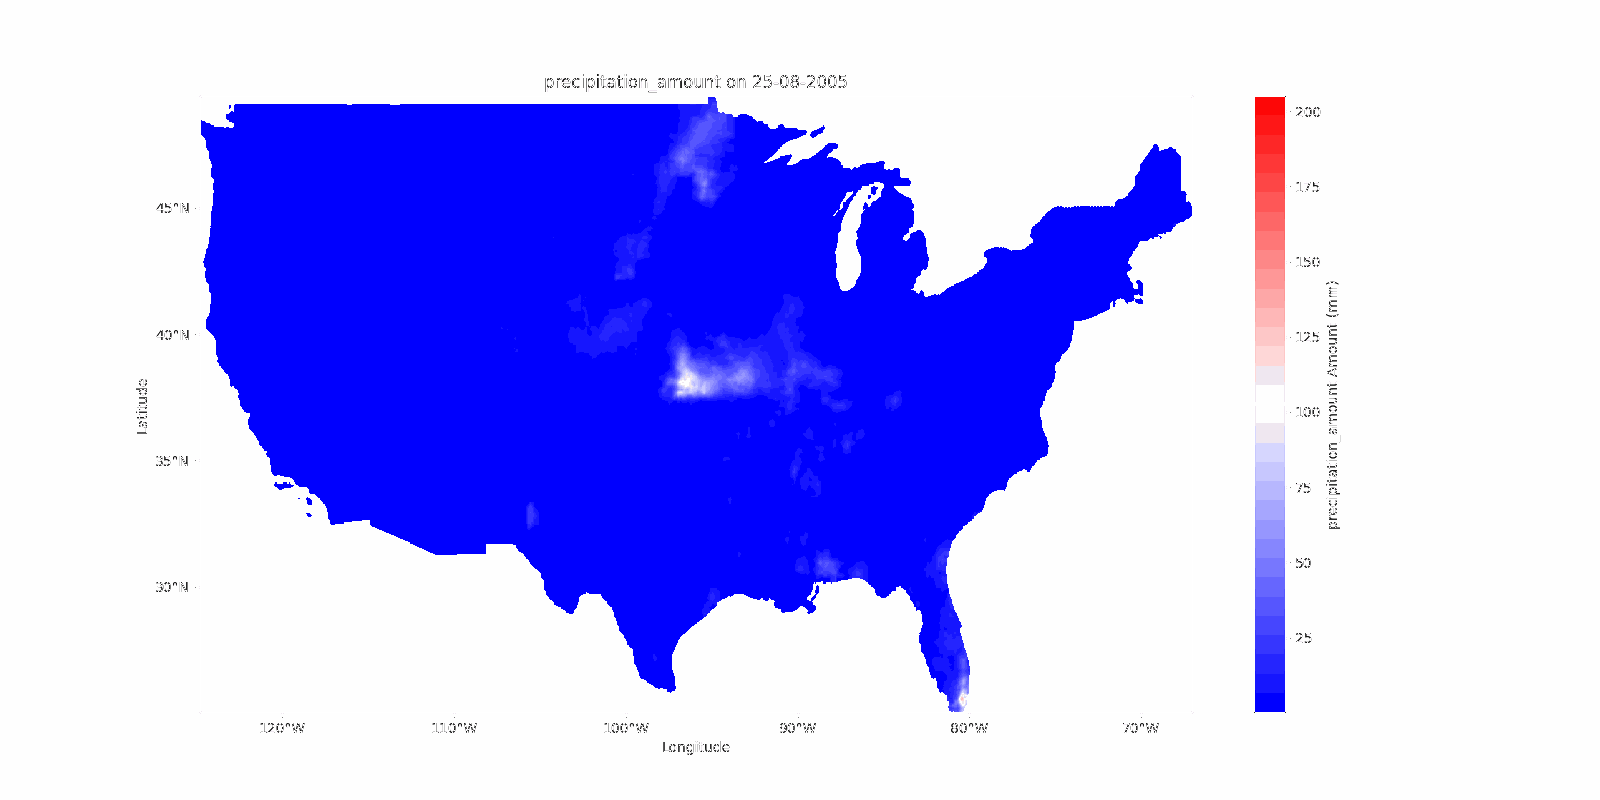 precipitation_amount on 25-08-2005
200
175
150
125
100
75
50
25
precipitation_amount Amount (mm)
45°N
40°N
35°N
30°N
Latitude
120°W 110°W 100°W 90°W 80°W 70°W
Longitude